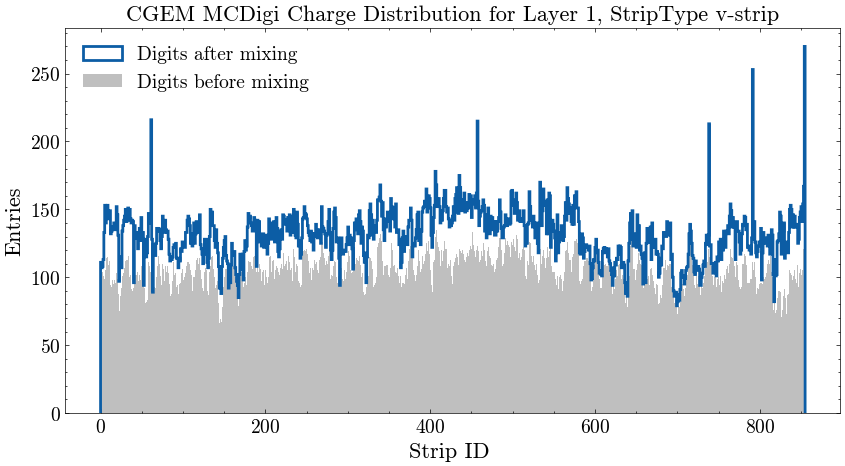 CGEM MCDigi Charge Distribution for Layer 1, StripType v-strip
Digits after mixing
Digits before mixing
250
200
150
100
50
0
Entries
0 200 400 600 800
Strip ID